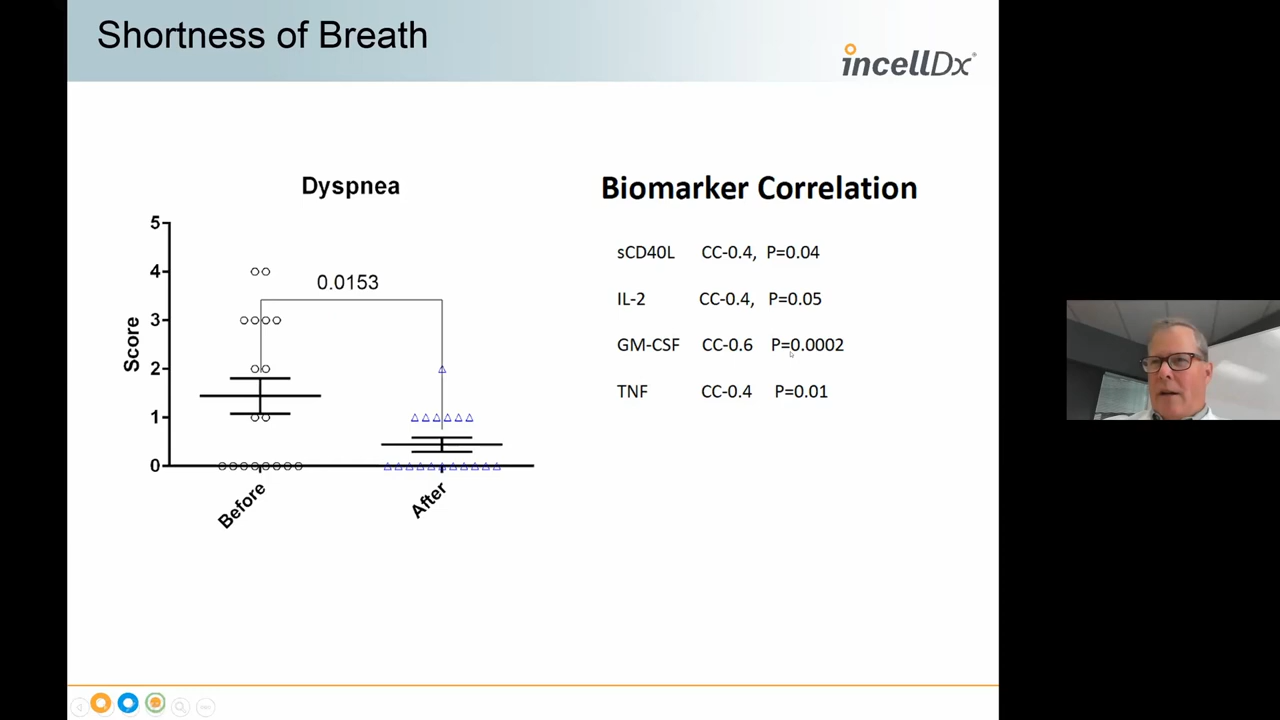 Shortness of Breath
incellDx
Dyspnea
5
4
3
2
1
0
Score
0.0153
Before
After
Biomarker Correlation
sCD40L CC-0.4, P=0.04
IL-2 CC-0.4, P=0.05
GM-CSF CC-0.6 P=0.0002
TNF CC-0.4 P=0.01